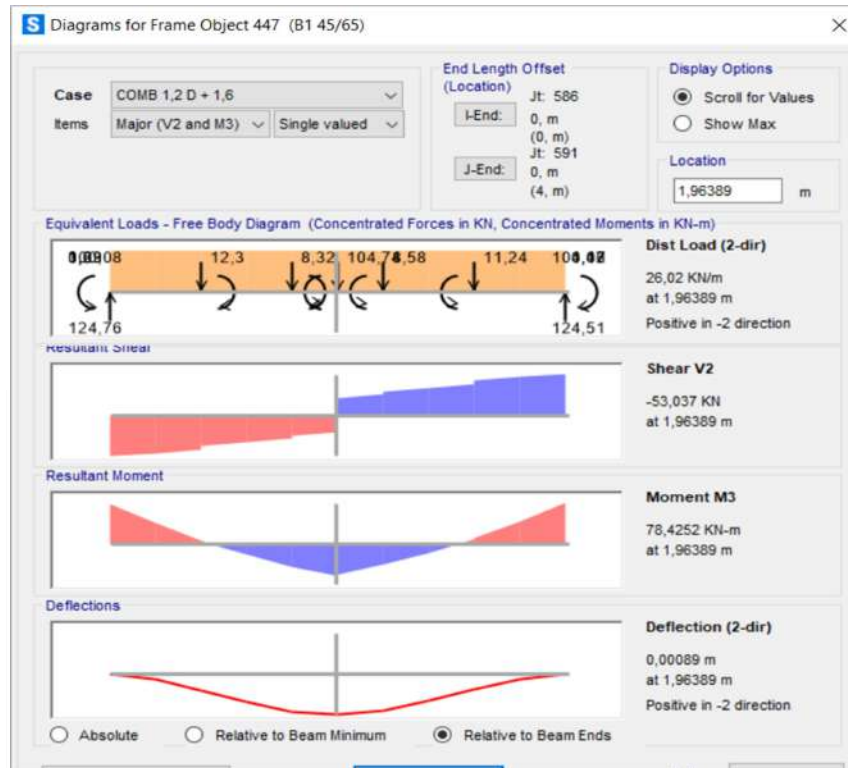 S Diagrams for Frame Object 447 (B1 45/65)
Case COMB 1,2 D + 1,6
Items Major (V2 and M3) Single valued
End Length Offset
(Location)
I-End: Jt: 586
0, m
(0, m)
J-End: Jt: 591
0, m
(4, m)
Display Options
Scroll for Values
Show Max
Location
1,96389 m
Equivalent Loads - Free Body Diagram (Concentrated Forces in KN, Concentrated Moments in KN-m)
12,3 8,32 104,74 11,24
124,76 124,51
Dist Load (2-dir)
26,02 KN/m
at 1,96389 m
Positive in -2 direction
Resultant Shear
Shear V2
-53,037 KN
at 1,96389 m
Resultant Moment
Moment M3
78,4252 KN-m
at 1,96389 m
Deflections
Deflection (2-dir)
0,00089 m
at 1,96389 m
Positive in -2 direction
Absolute Relative to Beam Minimum Relative to Beam Ends